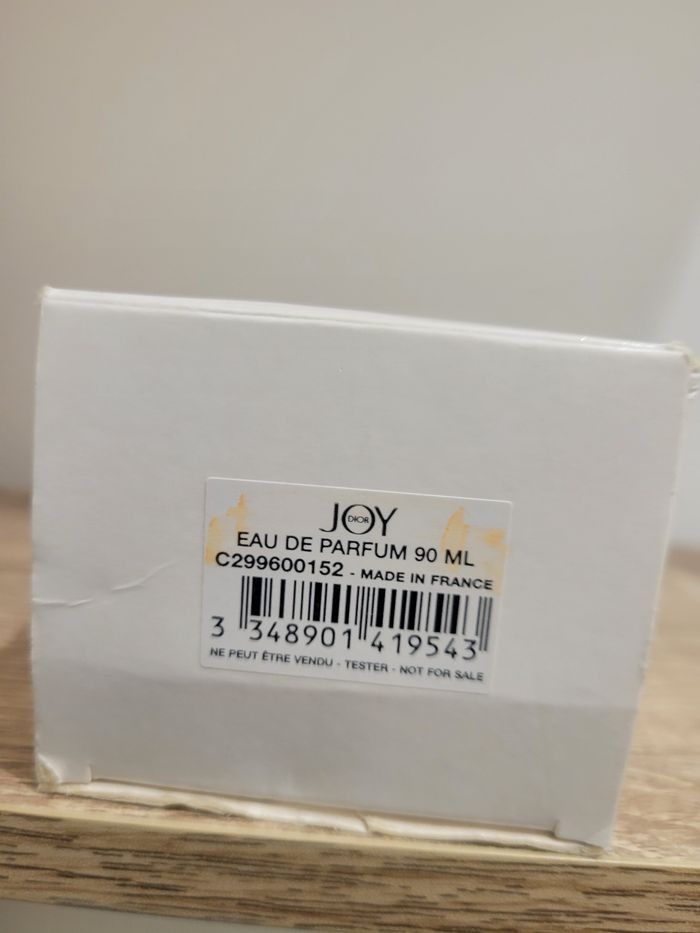 JOY
DIOR
EAU DE PARFUM 90 ML
C299600152 - MADE IN FRANCE
3 348901 419543
NE PEUT ÊTRE VENDU - TESTER - NOT FOR SALE